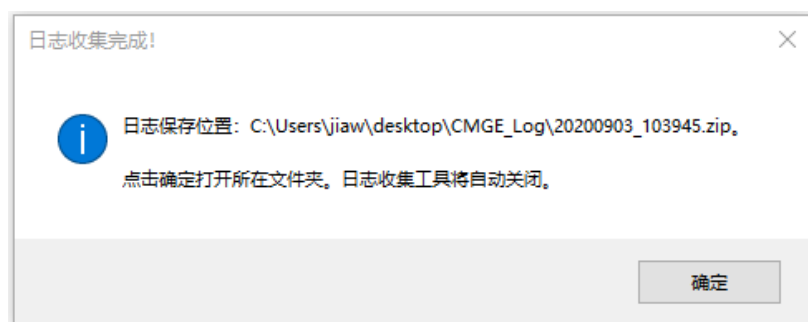 日志收集完成!
日志保存位置：C:\Users\jiaw\desktop\CMGE_Log\20200903_103945.zip。
点击确定打开所在文件夹。日志收集工具将自动关闭。
确定